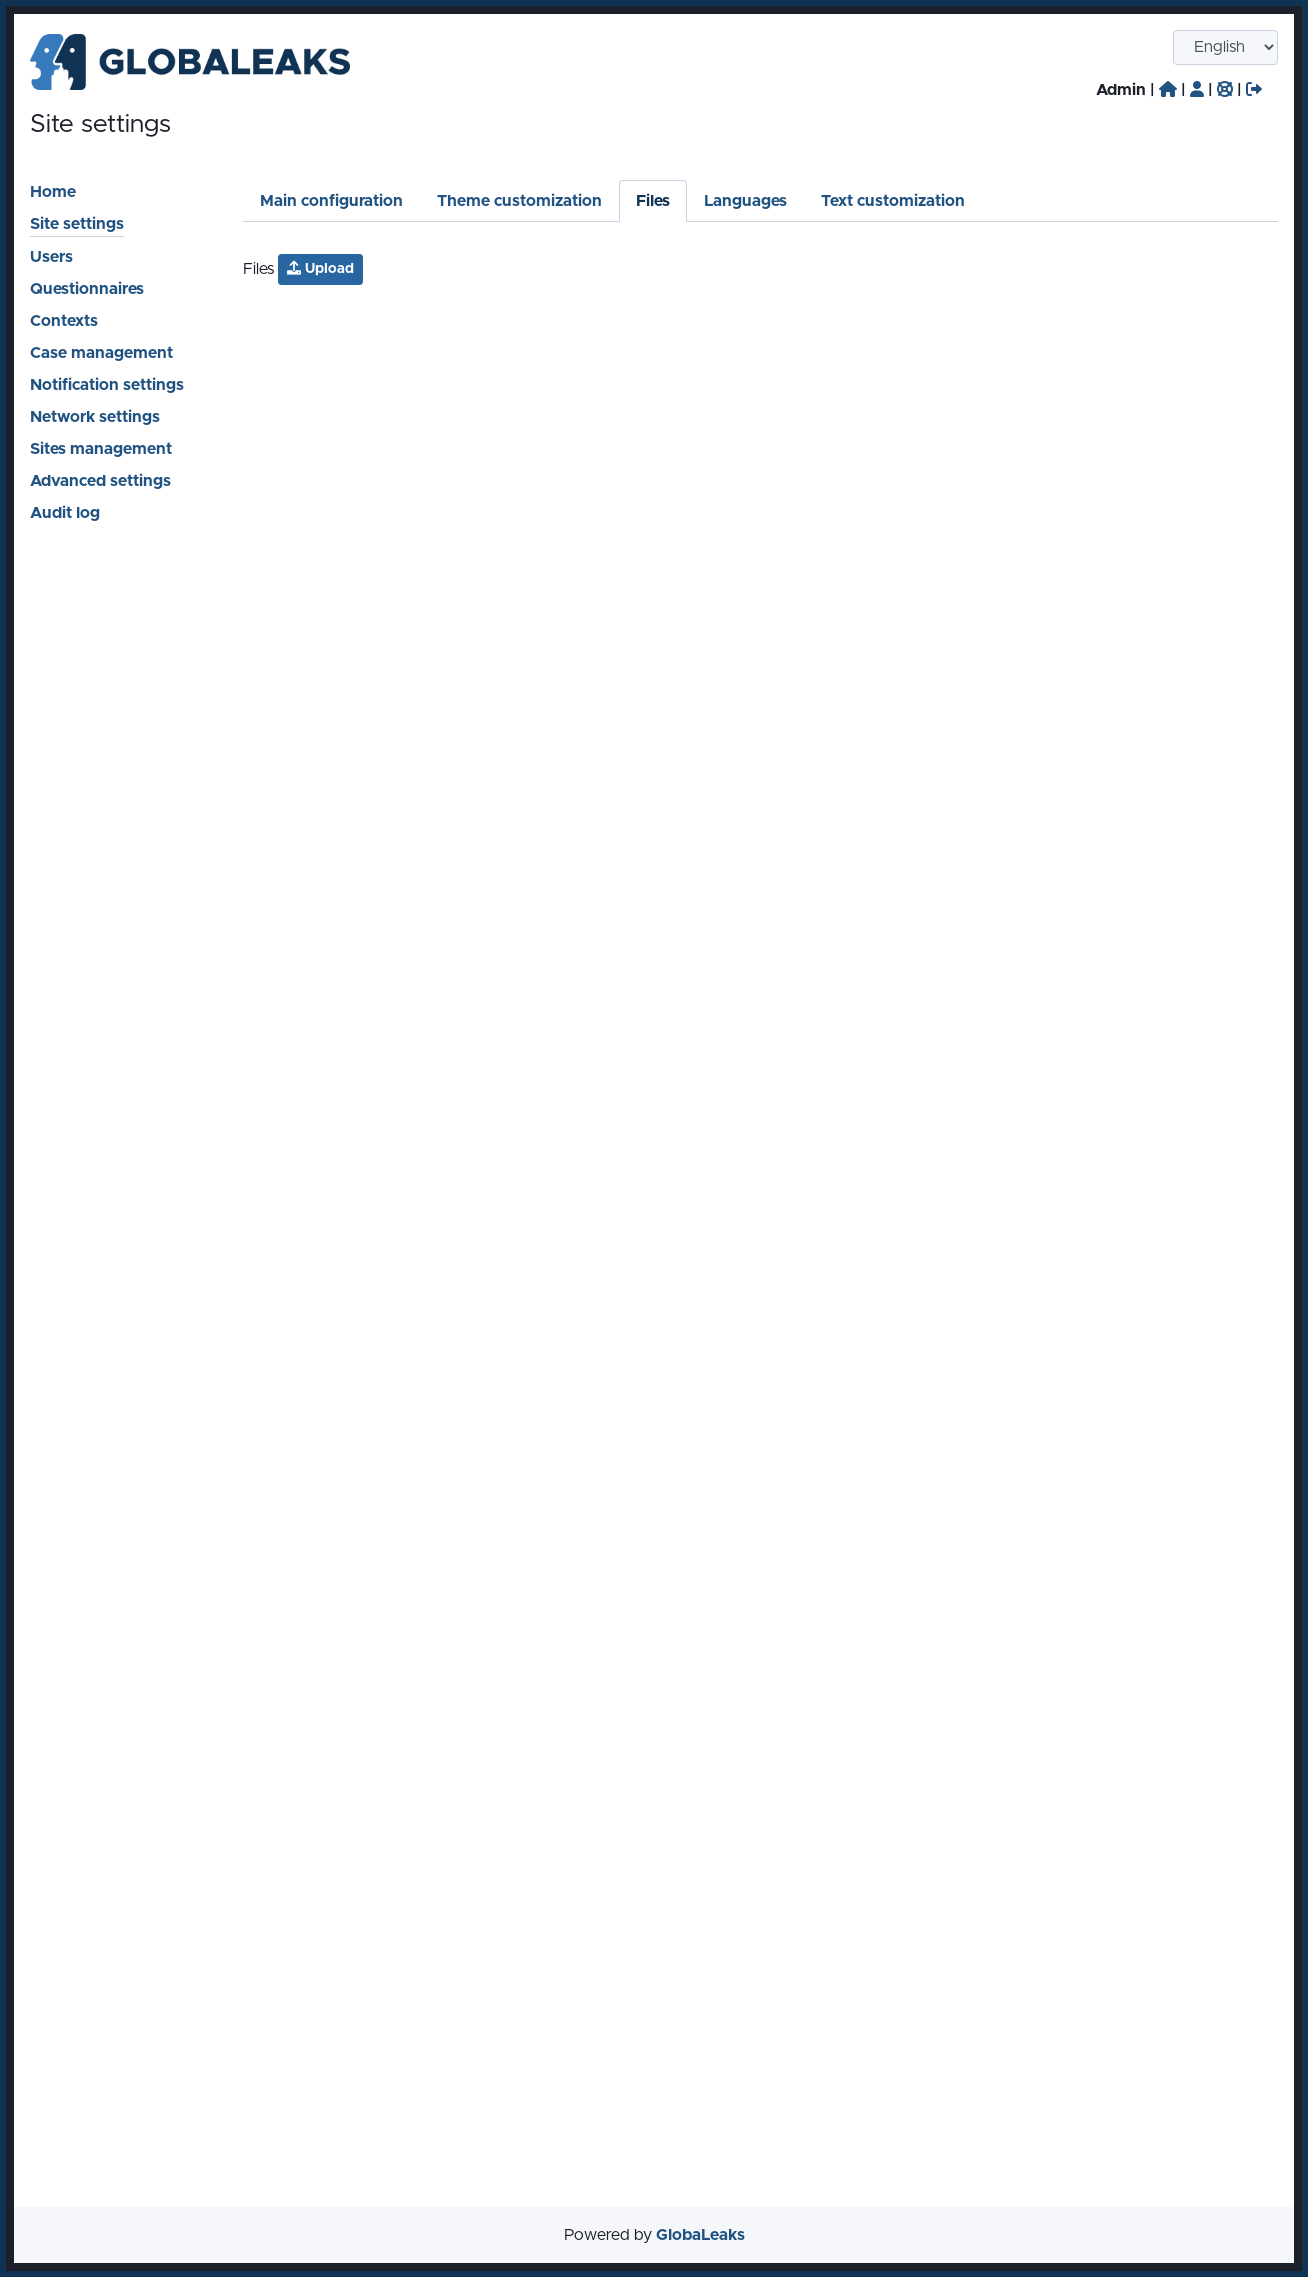 GLOBALEAKS
English
Admin | | | |
Site settings
Home
Site settings
Users
Questionnaires
Contexts
Case management
Notification settings
Network settings
Sites management
Advanced settings
Audit log
Main configuration Theme customization Files Languages Text customization
Files Upload
Powered by GlobaLeaks